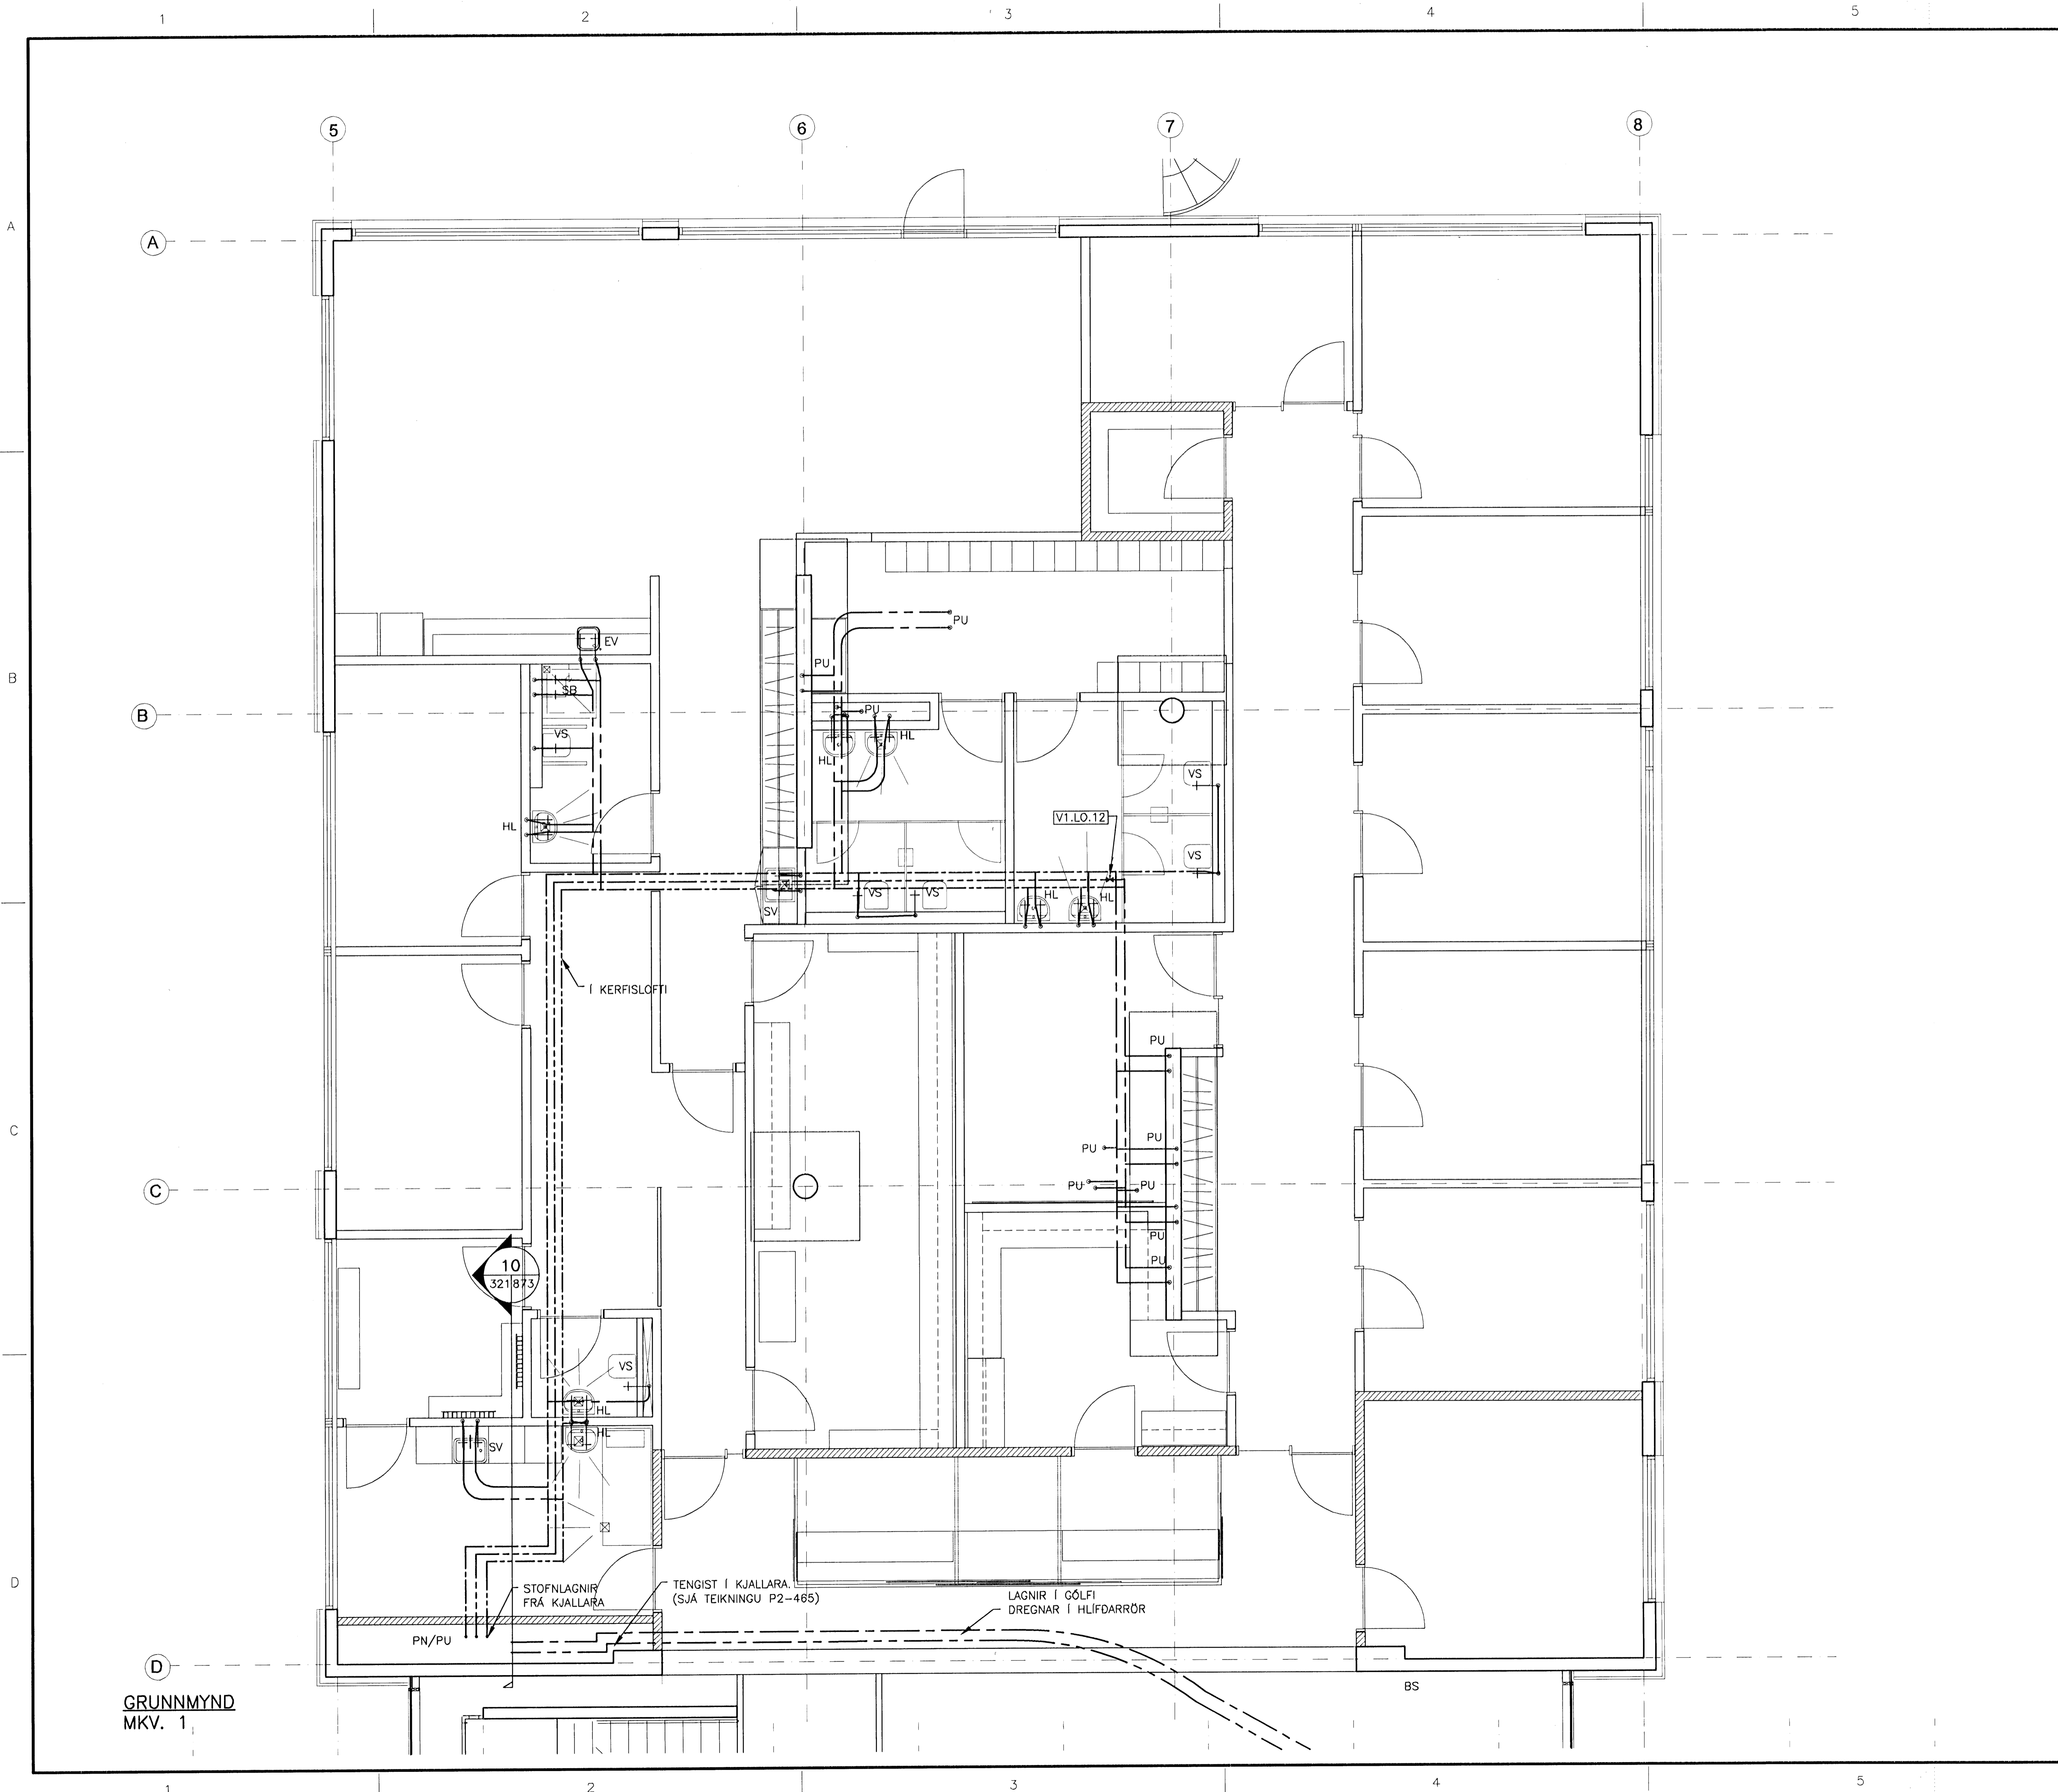 1 2 3 4 5
5 6 7 8
A
A
EV
PU
PU
SB
B
B
PU
VS
HL
HL
VS
V1.LO.12
HL
VS
VS
VS
HL
HL
SV
Í KERFISLOFTI
PU
C
PU
PU
C
PU
PU
PU
PU
10
321873
VS
HL
HL
SV
D
STOFNLAGNIR
FRÁ KJALLARA
TENGIST Í KJALLARA.
(SJÁ TEIKNINGU P2-465)
LAGNIR Í GÓLFI
DREGNAR Í HLÍFÐARRÖR
PN/PU
D
BS
GRUNNMYND
MKV. 1
1 2 3 4 5